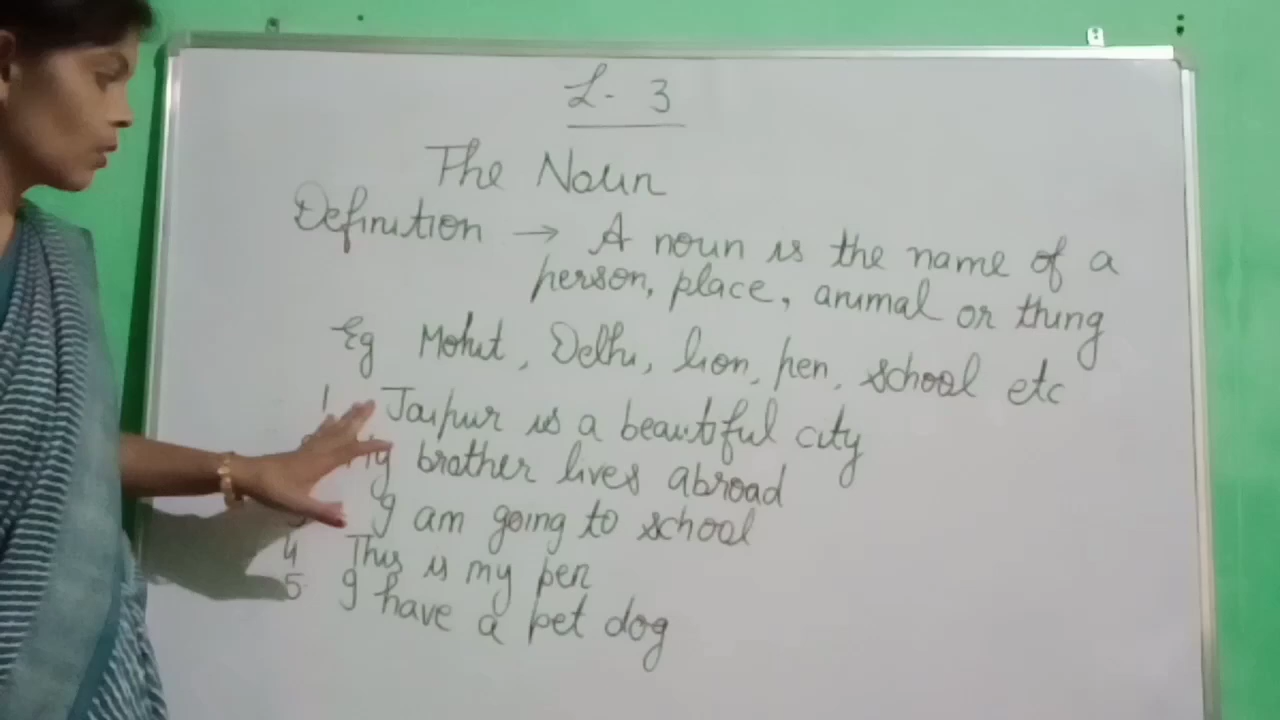 L- 3
The Noun
Definition → A noun is the name of a
person, place, animal or thing
Eg Mohit, Delhi, lion, pen, school etc
1 Jaipur is a beautiful city
My brother lives abroad
3 I am going to school
4 This is my pen
5 I have a pet dog